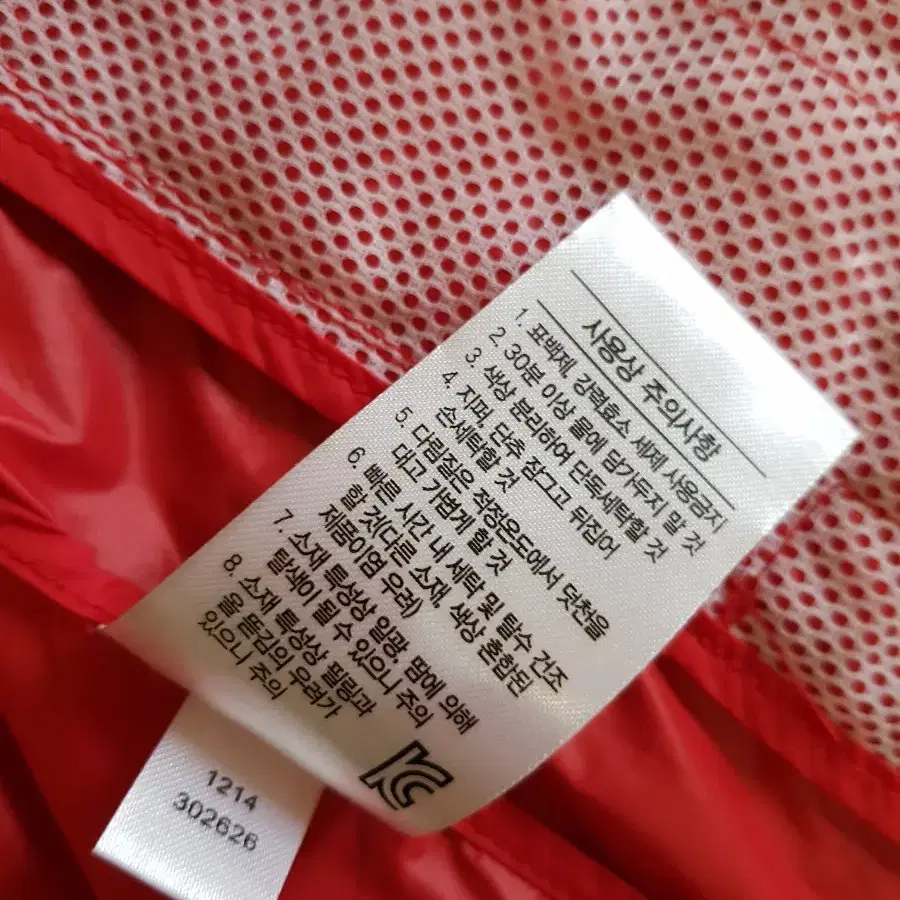 사용상 주의사항
1. 표백제, 강력효소 세제 사용금지
2. 30분 이상 물에 담가두지 말 것
3. 색상 분리하여 단독세탁할 것
4. 지퍼, 단추 잠그고 뒤집어
손세탁할 것
5. 다림질은 적정온도에서 덧천을
대고 가볍게 할 것
6. 빠른 시간 내 세탁 및 탈수 건조
할 것(다른 소재, 색상 혼합된
제품이염 우려)
7. 소재 특성상 일광, 땀에 의해
탈색이 될 수 있으니 주의
8. 소재 특성상 필링과
올 뜯김의 우려가
있으니 주의
KC
1214
302626